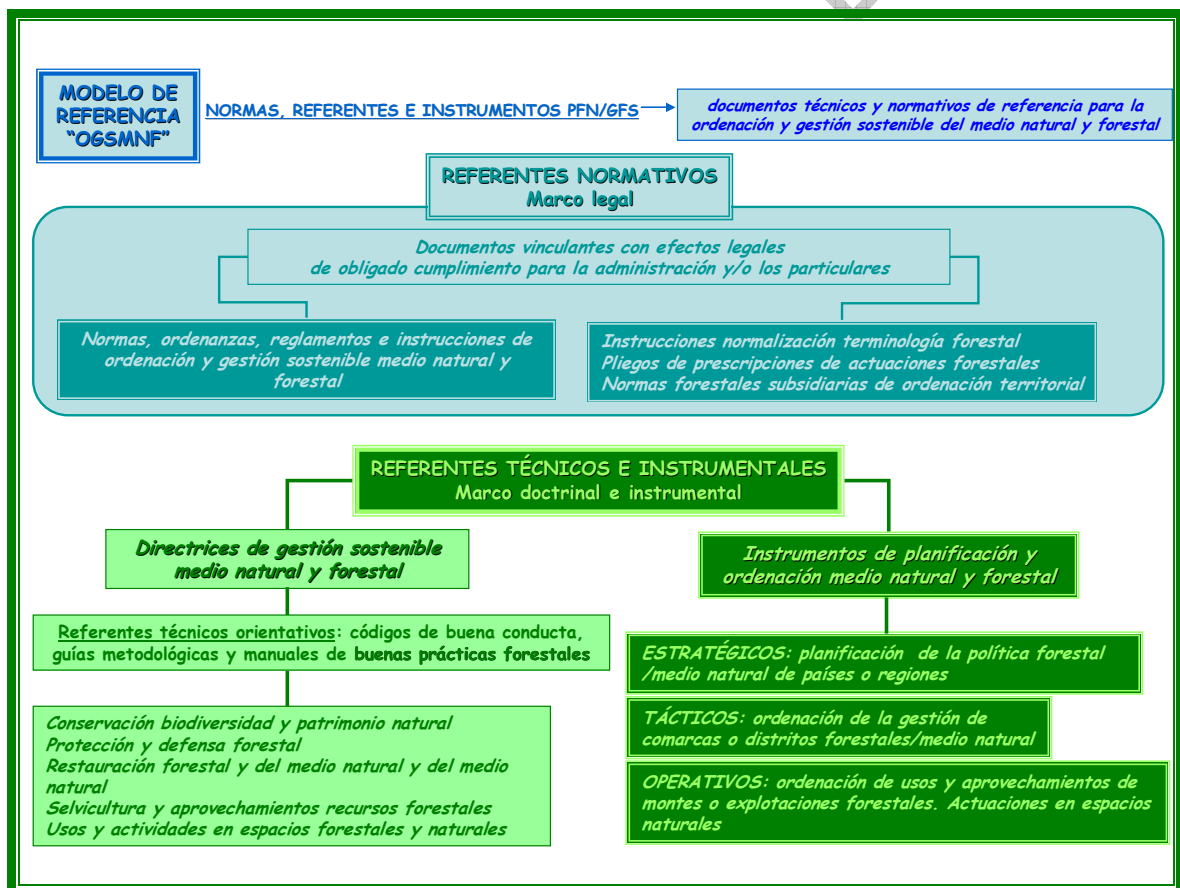 MODELO DE
REFERENCIA
“OGSMNF”
NORMAS, REFERENTES E INSTRUMENTOS PFN/GFS
documentos técnicos y normativos de referencia para la
ordenación y gestión sostenible del medio natural y forestal
REFERENTES NORMATIVOS
Marco legal
Documentos vinculantes con efectos legales
de obligado cumplimiento para la administración y/o los particulares
Normas, ordenanzas, reglamentos e instrucciones de
ordenación y gestión sostenible medio natural y
forestal
Instrucciones normalización terminología forestal
Pliegos de prescripciones de actuaciones forestales
Normas forestales subsidiarias de ordenación territorial
REFERENTES TÉCNICOS E INSTRUMENTALES
Marco doctrinal e instrumental
Directrices de gestión sostenible
medio natural y forestal
Referentes técnicos orientativos: códigos de buena conducta,
guías metodológicas y manuales de buenas prácticas forestales
Conservación biodiversidad y patrimonio natural
Protección y defensa forestal
Restauración forestal y del medio natural y del medio
natural
Selvicultura y aprovechamientos recursos forestales
Usos y actividades en espacios forestales y naturales
Instrumentos de planificación y
ordenación medio natural y forestal
ESTRATÉGICOS: planificación de la política forestal
/medio natural de países o regiones
TÁCTICOS: ordenación de la gestión de
comarcas o distritos forestales/medio natural
OPERATIVOS: ordenación de usos y aprovechamientos de
montes o explotaciones forestales. Actuaciones en espacios
naturales